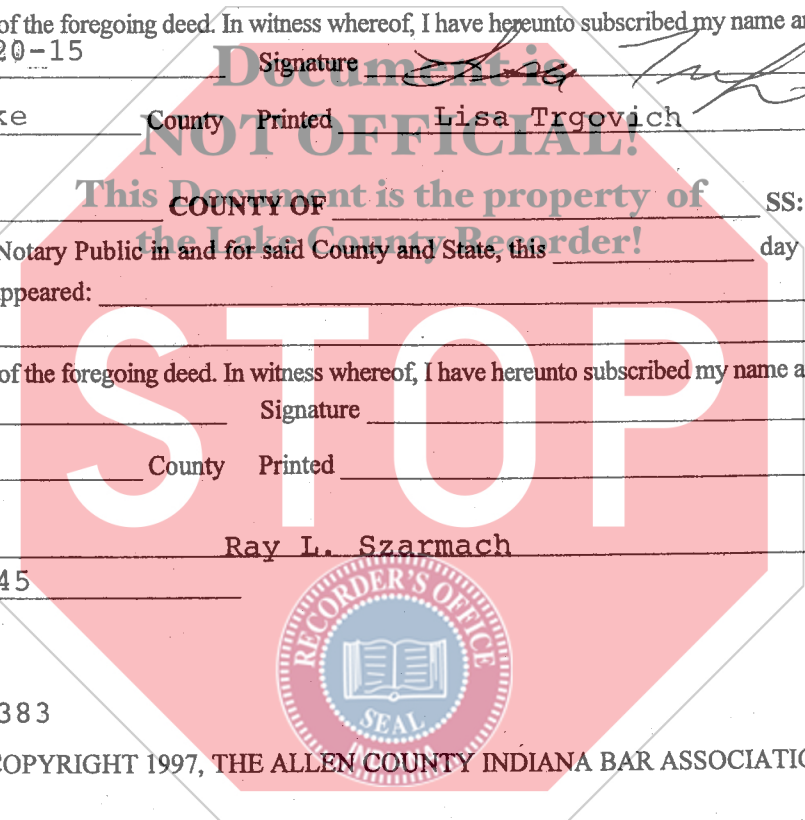 of the foregoing deed. In witness whereof, I have hereunto subscribed my name a
20-15 Signature
Document is
ke County Printed Lisa Trgovich
NOT OFFICIAL!
This Document is the property of
COUNTY OF SS:
the Lake County Recorder!
Notary Public in and for said County and State, this day
ppeared:
STOP
of the foregoing deed. In witness whereof, I have hereunto subscribed my name a
Signature
County Printed
Ray L. Szarmach
45
RECORDER'S OFFICE
SEAL
INDIANA
383
COPYRIGHT 1997, THE ALLEN COUNTY INDIANA BAR ASSOCIATIO